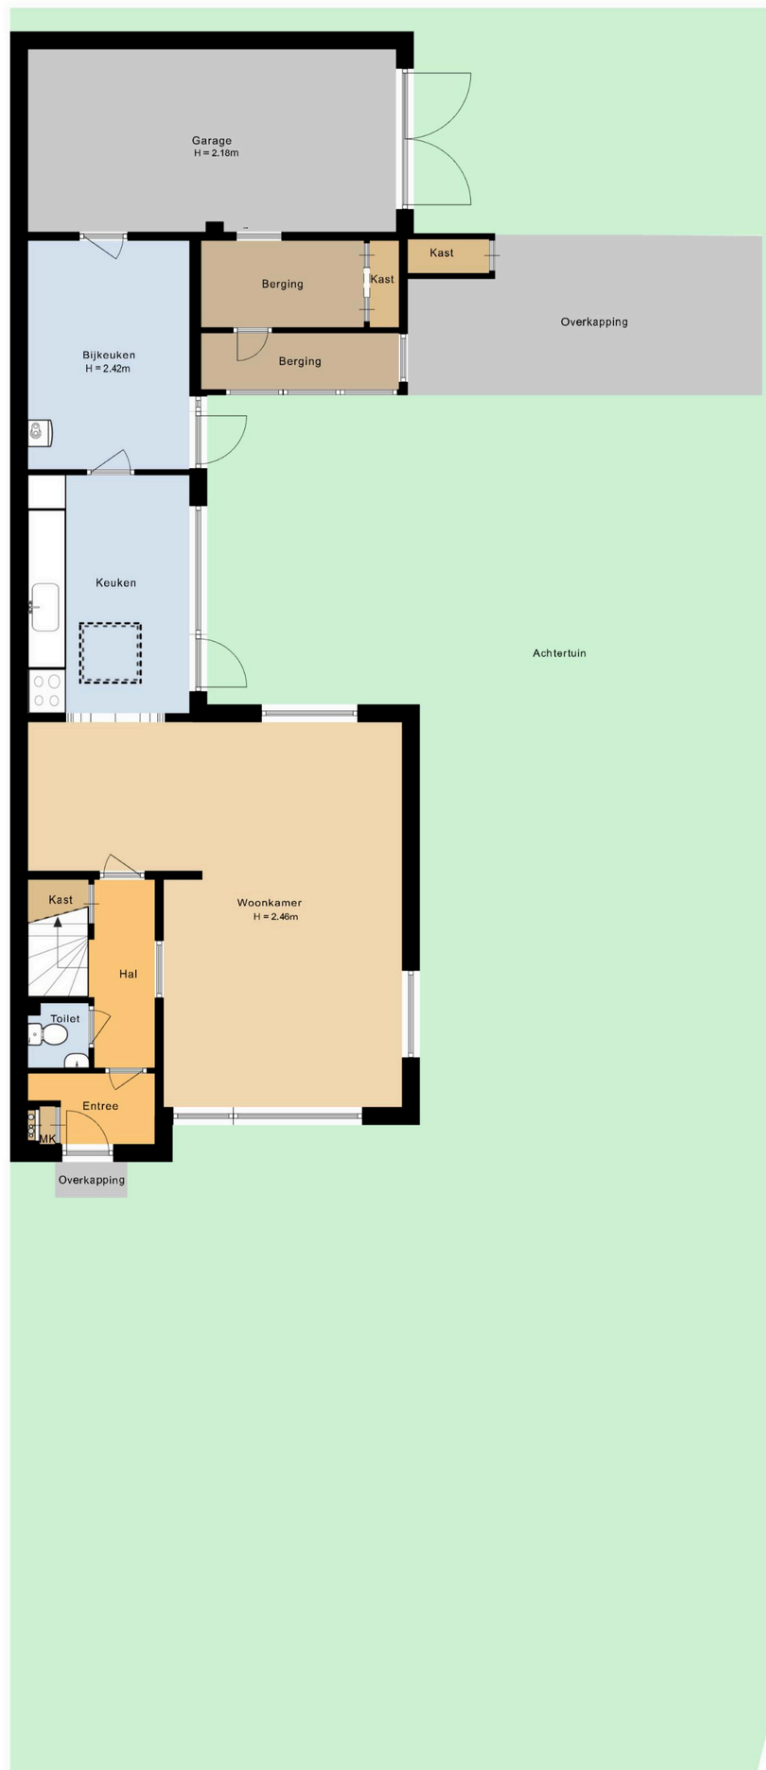 Garage
H = 2.18m
Kast
Berging
Kast
Overkapping
Bijkeuken
H = 2.42m
Berging
Keuken
Achtertuin
Kast
Woonkamer
H = 2.46m
Hal
Toilet
Entree
MK
Overkapping